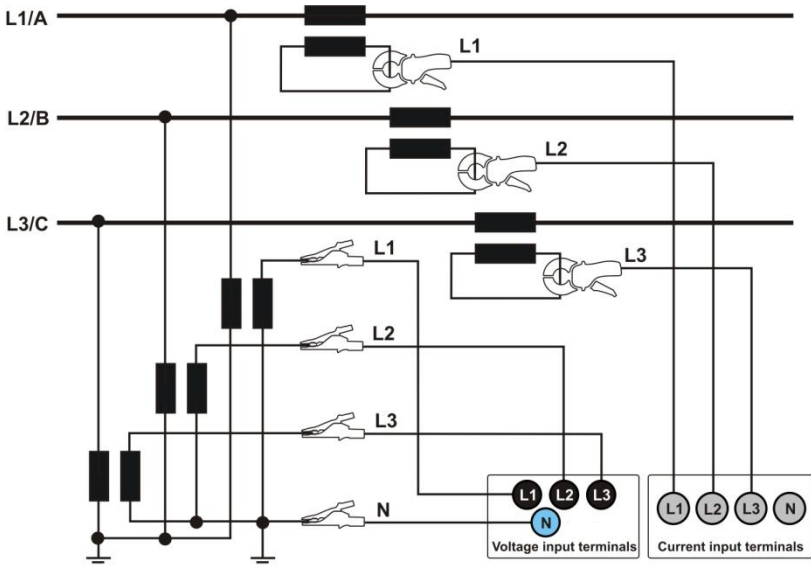 L1/A
L1
L2/B
L2
L3/C
L1
L3
L2
L3
N
L1 L2 L3
N
L1 L2 L3 N
Voltage input terminals
Current input terminals